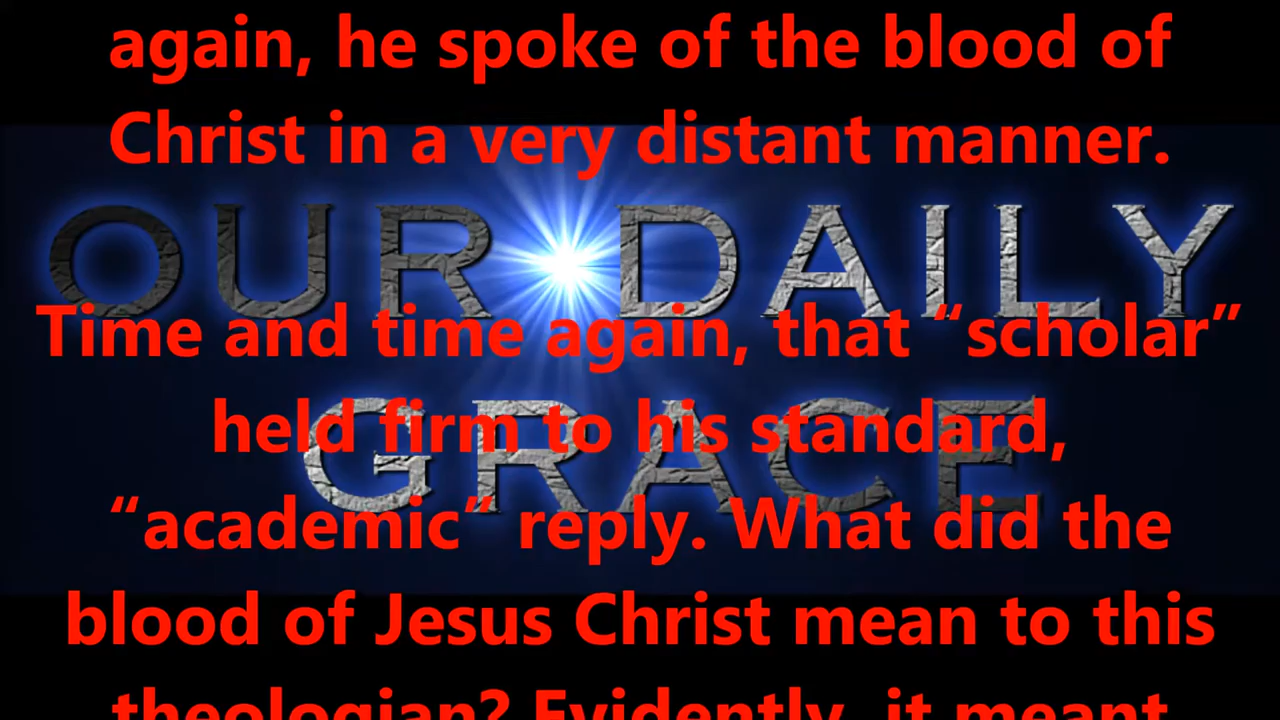 again, he spoke of the blood of
Christ in a very distant manner.
OUR DAILY
Time and time again, that “scholar”
held firm to his standard,
GRACE
“academic” reply. What did the
blood of Jesus Christ mean to this
theologian? Evidently, it meant